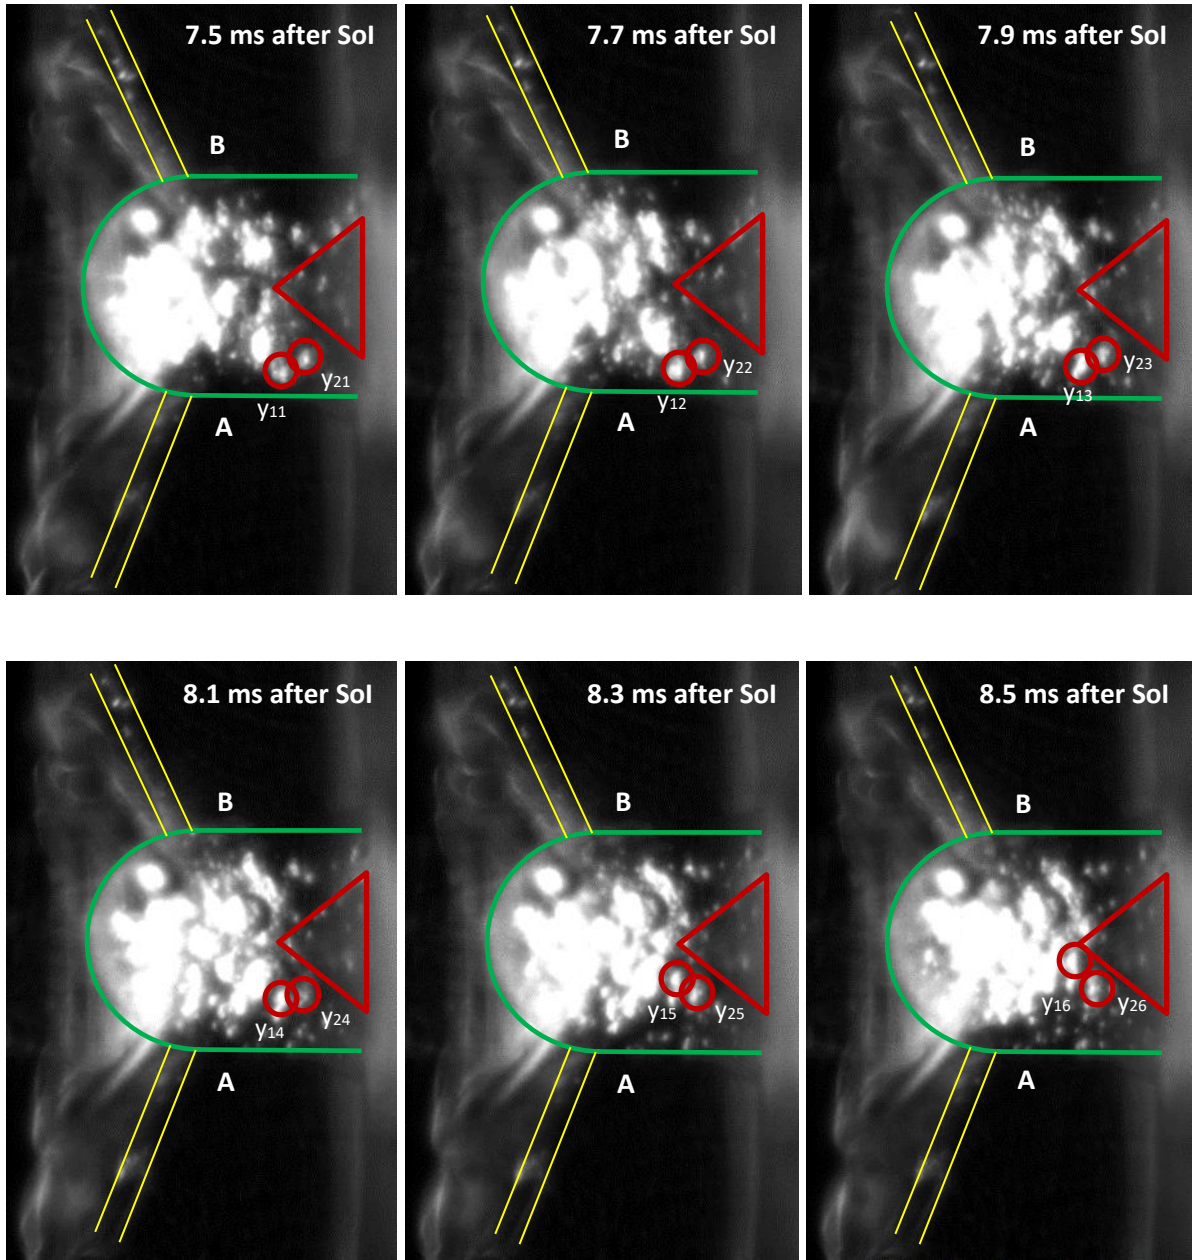 7.5 ms after SoI
B
y21
y11
A
7.7 ms after SoI
B
y22
y12
A
7.9 ms after SoI
B
y23
y13
A
8.1 ms after SoI
B
y14 y24
A
8.3 ms after SoI
B
y15 y25
A
8.5 ms after SoI
B
y16 y26
A